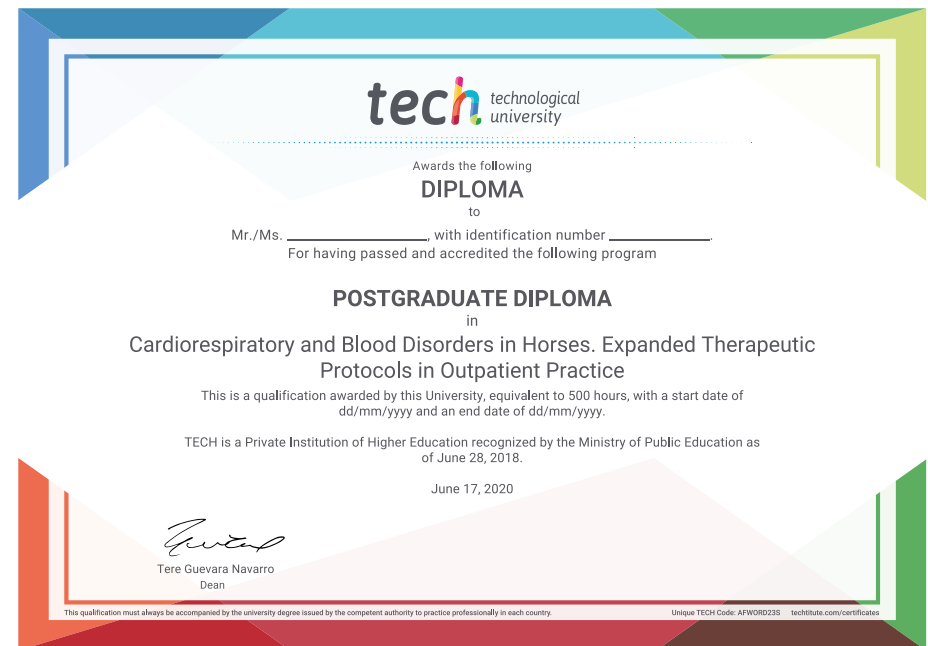 tech technological
university
Awards the following
DIPLOMA
to
Mr./Ms. ____________________, with identification number ______________.
For having passed and accredited the following program
POSTGRADUATE DIPLOMA
in
Cardiorespiratory and Blood Disorders in Horses. Expanded Therapeutic
Protocols in Outpatient Practice
This is a qualification awarded by this University, equivalent to 500 hours, with a start date of
dd/mm/yyyy and an end date of dd/mm/yyyy.
TECH is a Private Institution of Higher Education recognized by the Ministry of Public Education as
of June 28, 2018.
June 17, 2020
Tere Guevara Navarro
Dean
This qualification must always be accompanied by the university degree issued by the competent authority to practice professionally in each country. Unique TECH Code: AFWORD23S techtitute.com/certificates